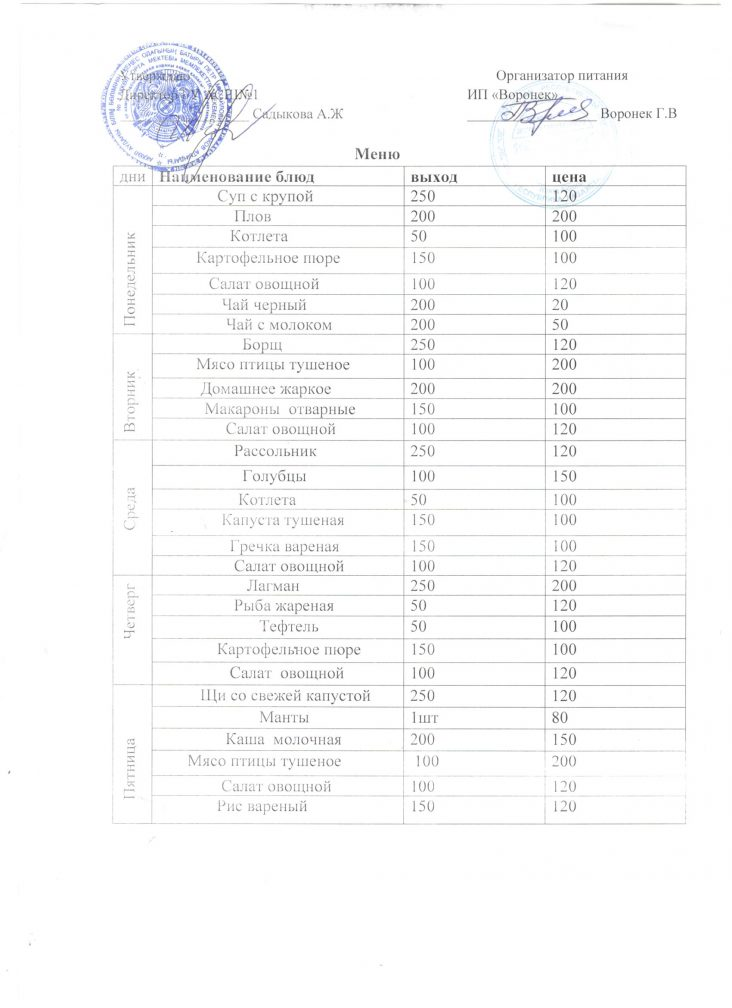 Утверждаю Организатор питания
Директор №1 ИП «Воронек»
Садыкова А.Ж Воронек Г.В
Меню
дни Наименование блюд выход цена
Понедельник
Суп с крупой 250 120
Плов 200 200
Котлета 50 100
Картофельное пюре 150 100
Салат овощной 100 120
Чай черный 200 20
Чай с молоком 200 50
Вторник
Борщ 250 120
Мясо птицы тушеное 100 200
Домашнее жаркое 200 200
Макароны отварные 150 100
Салат овощной 100 120
Среда
Рассольник 250 120
Голубцы 100 150
Котлета 50 100
Капуста тушеная 150 100
Гречка вареная 150 100
Салат овощной 100 120
Четверг
Лагман 250 200
Рыба жареная 50 120
Тефтель 50 100
Картофельное пюре 150 100
Салат овощной 100 120
Пятница
Щи со свежей капустой 250 120
Манты 1шт 80
Каша молочная 200 150
Мясо птицы тушеное 100 200
Салат овощной 100 120
Рис вареный 150 120